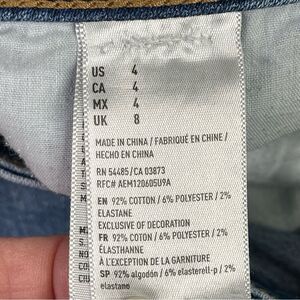 US 4
CA 4
MX 4
UK 8
MADE IN CHINA / FABRIQUÉ EN CHINE /
HECHO EN CHINA
RN 54485/ CA 03873
RFC# AEM120605U9A
EN 92% COTTON / 6% POLYESTER / 2%
ELASTANE
EXCLUSIVE OF DECORATION
FR 92% COTON / 6% POLYESTER / 2%
ÉLASTHANNE
À L'EXCEPTION DE LA GARNITURE
SP 92% algodón / 6% elasterell-p / 2%
elastano